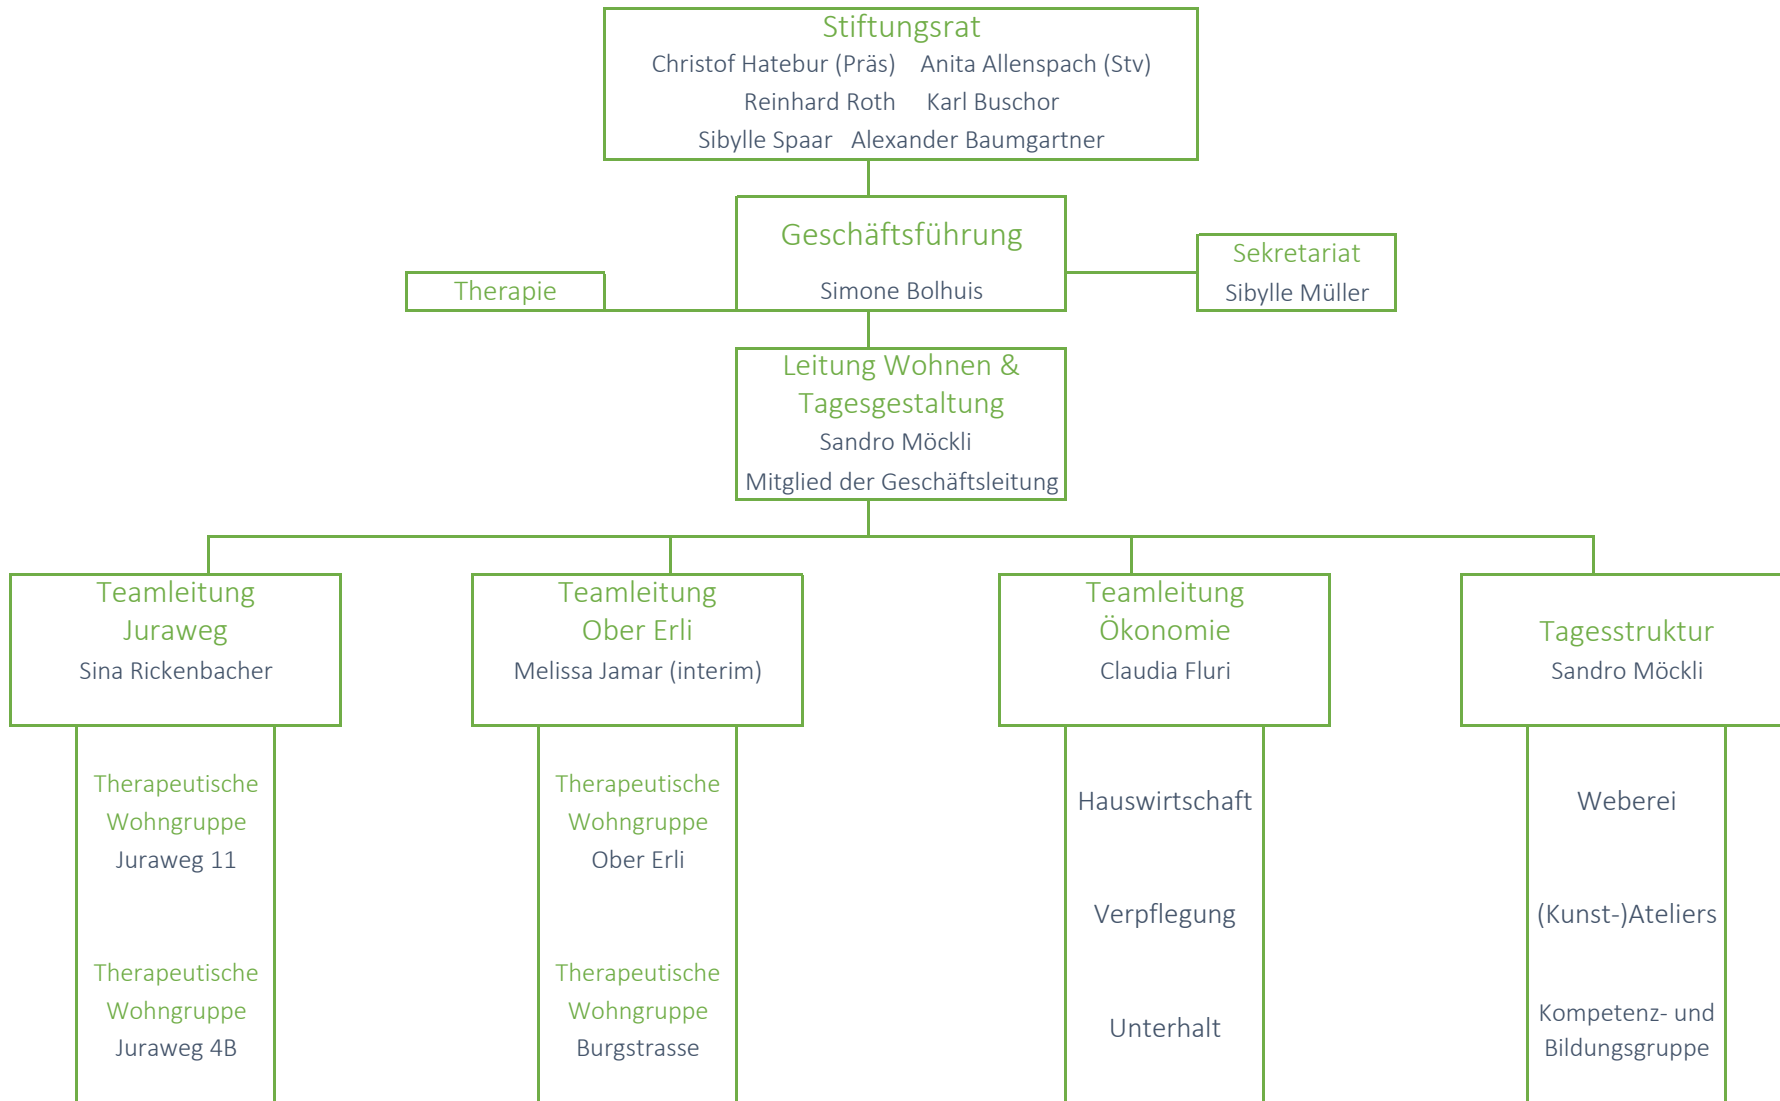 Stiftungsrat
Christof Hatebur (Präs) Anita Allenspach (Stv)
Reinhard Roth Karl Buschor
Sibylle Spaar Alexander Baumgartner
Geschäftsführung
Simone Bolhuis
Sekretariat
Sibylle Müller
Therapie
Leitung Wohnen &
Tagesgestaltung
Sandro Möckli
Mitglied der Geschäftsleitung
Teamleitung
Juraweg
Sina Rickenbacher
Teamleitung
Ober Erli
Melissa Jamar (interim)
Teamleitung
Ökonomie
Claudia Fluri
Tagesstruktur
Sandro Möckli
Therapeutische
Wohngruppe
Juraweg 11
Therapeutische
Wohngruppe
Juraweg 4B
Therapeutische
Wohngruppe
Ober Erli
Therapeutische
Wohngruppe
Burgstrasse
Hauswirtschaft
Verpflegung
Unterhalt
Weberei
(Kunst-)Ateliers
Kompetenz- und
Bildungsgruppe